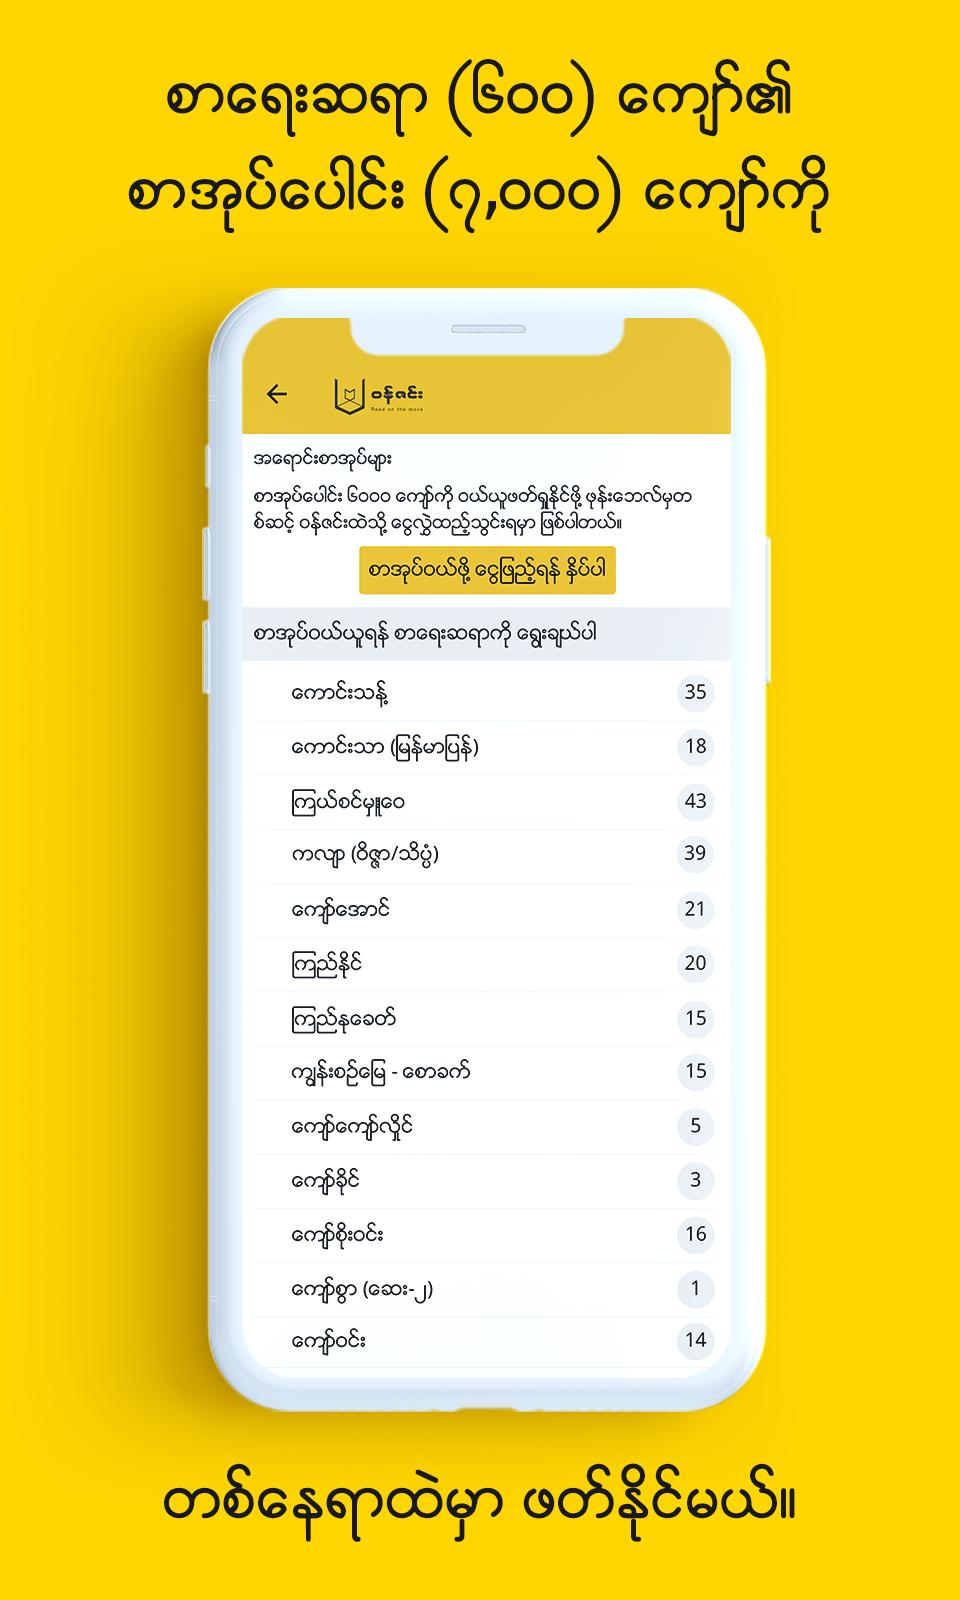 စာရေးဆရာ (၆၀၀) ကျော်၏
စာအုပ်ပေါင်း (၇,၀၀၀) ကျော်ကို
ဝန်ဇင်း
Read on the move
အရောင်းစာအုပ်များ
စာအုပ်ပေါင်း ၆၀၀၀ ကျော်ကို ဝယ်ယူဖတ်ရှုနိုင်ဖို့ ဖုန်းဘေလ်မှတ
စ်ဆင့် ဝန်ဇင်းထဲသို့ ငွေလွှဲထည့်သွင်းရမှာ ဖြစ်ပါတယ်။
စာအုပ်ဝယ်ဖို့ ငွေဖြည့်ရန် နှိပ်ပါ
စာအုပ်ဝယ်ယူရန် စာရေးဆရာကို ရွေးချယ်ပါ
ကောင်းသန့် 35
ကောင်းသာ (မြန်မာပြန်) 18
ကြယ်စင်မှူးဝေ 43
ကလျာ (ဝိဇ္ဇာ/သိပ္ပံ) 39
ကျော်အောင် 21
ကြည်နိုင် 20
ကြည်နုခေတ် 15
ကျွန်းစဉ်မြေ - စောခက် 15
ကျော်ကျော်လှိုင် 5
ကျော်ခိုင် 3
ကျော်စိုးဝင်း 16
ကျော်စွာ (ဆေး-၂) 1
ကျော်ဝင်း 14
တစ်နေရာထဲမှာ ဖတ်နိုင်မယ်။